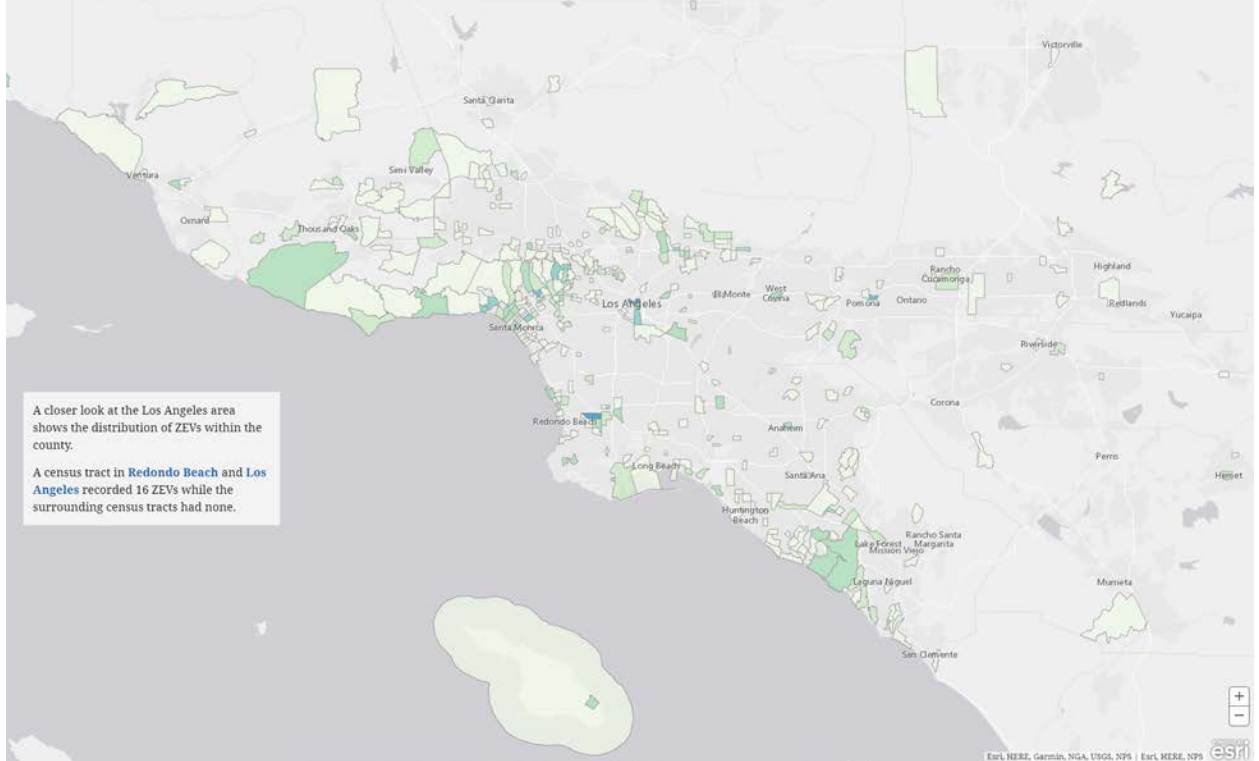 Victorville
Santa Clarita
Simi Valley
Ventura
Oxnard
Thousand Oaks
Rancho
Cucamonga
Highland
Los Angeles
El Monte
West
Covina
Pomona
Ontario
Redlands
Yucaipa
Santa Monica
Riverside
A closer look at the Los Angeles area
shows the distribution of ZEVs within the
county.
A census tract in Redondo Beach and Los
Angeles recorded 16 ZEVs while the
surrounding census tracts had none.
Corona
Redondo Beach
Anaheim
Perris
Long Beach
Santa Ana
Hemet
Huntington
Beach
Rancho Santa
Margarita
Lake Forest
Mission Viejo
Laguna Niguel
Murrieta
San Clemente
+
−
Esri, HERE, Garmin, NGA, USGS, NPS | Esri, HERE, NPS
esri